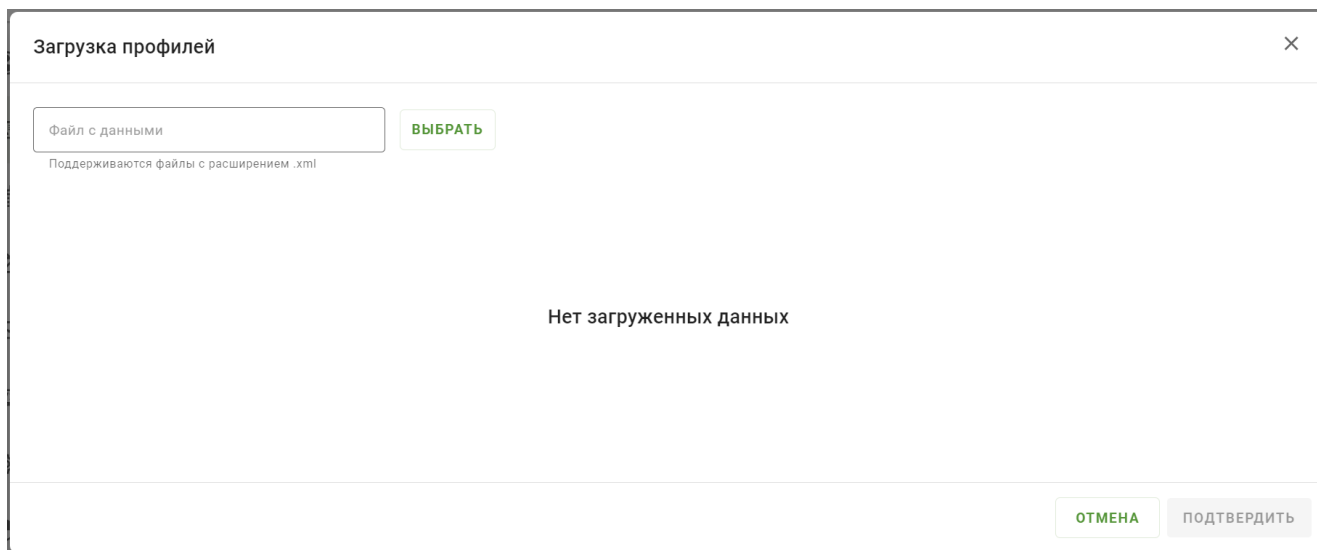 Загрузка профилей
Файл с данными
ВЫБРАТЬ
Поддерживаются файлы с расширением .xml
Нет загруженных данных
ОТМЕНА
ПОДТВЕРДИТЬ